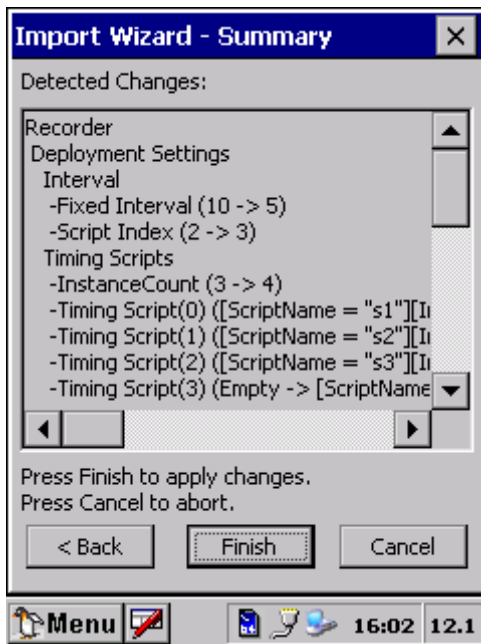 Import Wizard - Summary
Detected Changes:
Recorder
Deployment Settings
Interval
-Fixed Interval (10 -> 5)
-Script Index (2 -> 3)
Timing Scripts
-InstanceCount (3 -> 4)
-Timing Script(0) ([ScriptName = "s1"][In
-Timing Script(1) ([ScriptName = "s2"][In
-Timing Script(2) ([ScriptName = "s3"][In
-Timing Script(3) (Empty -> [ScriptName
Press Finish to apply changes.
Press Cancel to abort.
< Back Finish Cancel
Menu 16:02 12.1